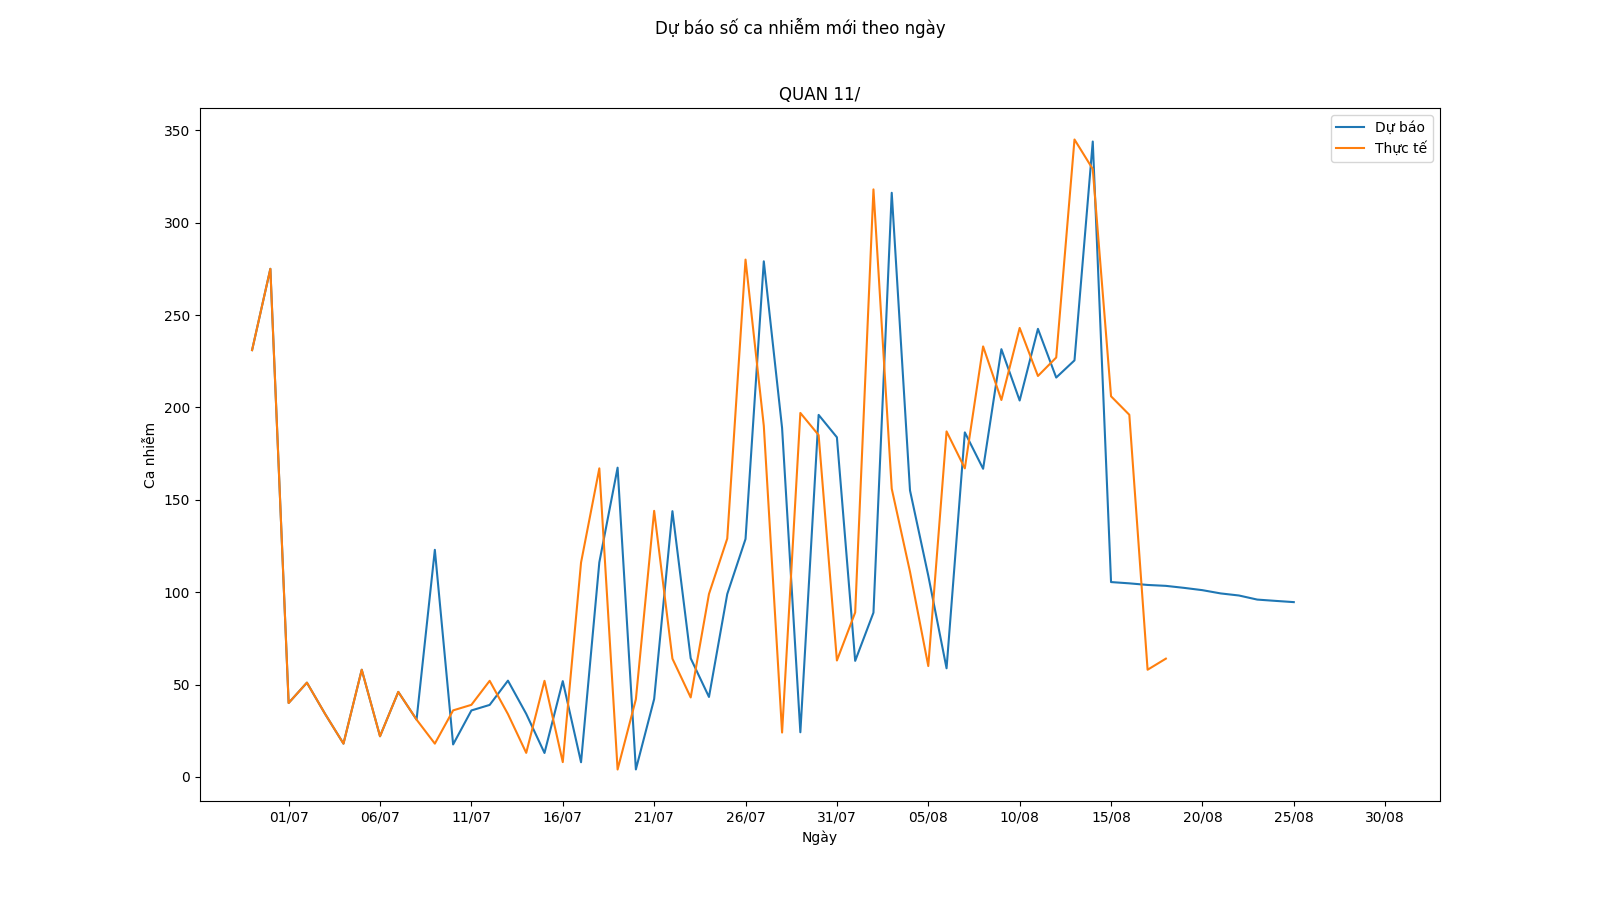 Dự báo số ca nhiễm mới theo ngày
QUAN 11/
Dự báo
Thực tế
350
300
250
200
150
100
50
0
Ca nhiễm
01/07 06/07 11/07 16/07 21/07 26/07 31/07 05/08 10/08 15/08 20/08 25/08 30/08
Ngày